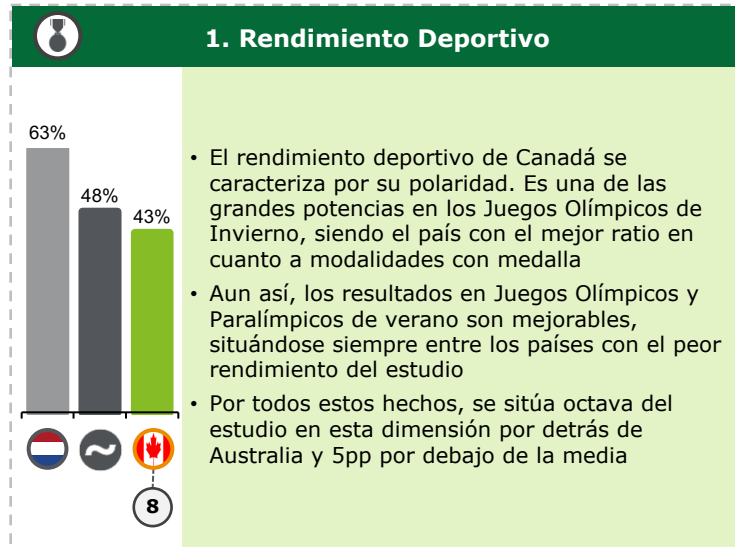 1. Rendimiento Deportivo
63%
48%
43%
• El rendimiento deportivo de Canadá se
caracteriza por su polaridad. Es una de las
grandes potencias en los Juegos Olímpicos de
Invierno, siendo el país con el mejor ratio en
cuanto a modalidades con medalla
• Aun así, los resultados en Juegos Olímpicos y
Paralímpicos de verano son mejorables,
situándose siempre entre los países con el peor
rendimiento del estudio
• Por todos estos hechos, se sitúa octava del
estudio en esta dimensión por detrás de
Australia y 5pp por debajo de la media
8